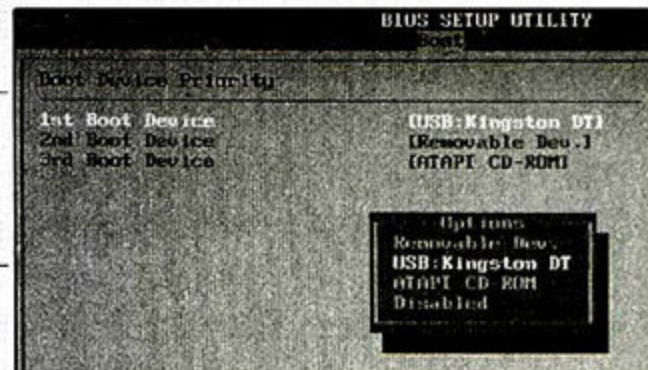 BIOS SETUP UTILITY
Boot
Boot Device Priority
1st Boot Device [USB:Kingston DT]
2nd Boot Device [Removable Dev.]
3rd Boot Device [ATAPI CD-ROM]
Options
Removable Dev.
USB:Kingston DT
ATAPI CD-ROM
Disabled